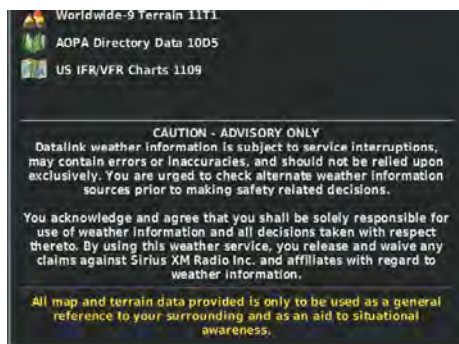 Worldwide-9 Terrain 11T1
AOPA Directory Data 10D5
US IFR/VFR Charts 1109
CAUTION - ADVISORY ONLY
Datalink weather information is subject to service interruptions,
may contain errors or inaccuracies, and should not be relied upon
exclusively. You are urged to check alternate weather information
sources prior to making safety related decisions.
You acknowledge and agree that you shall be solely responsible for
use of weather information and all decisions taken with respect
thereto. By using this weather service, you release and waive any
claims against Sirius XM Radio Inc. and affiliates with regard to
weather information.
All map and terrain data provided is only to be used as a general
reference to your surrounding and as an aid to situational
awareness.